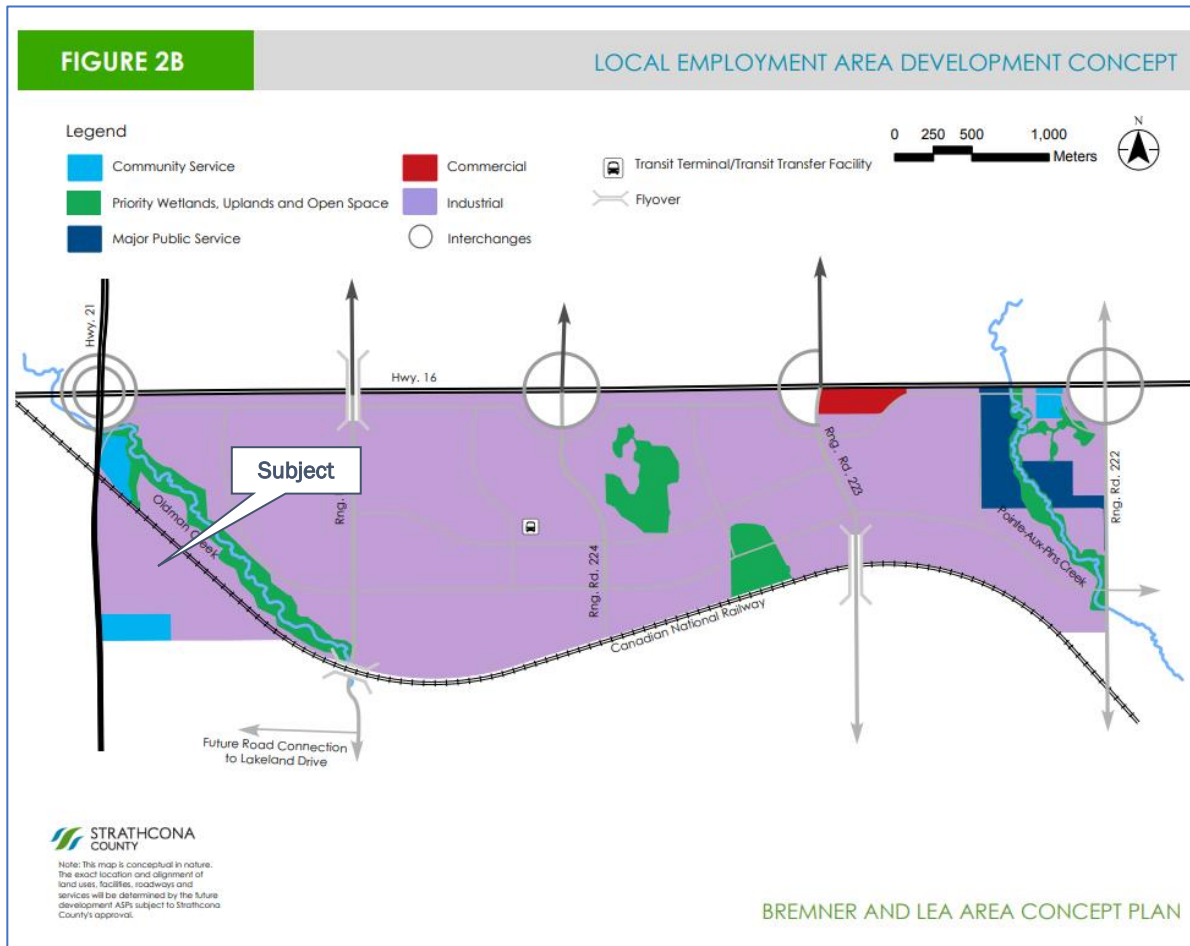 FIGURE 2B
LOCAL EMPLOYMENT AREA DEVELOPMENT CONCEPT
Legend
Community Service
Priority Wetlands, Uplands and Open Space
Major Public Service
Commercial
Industrial
Interchanges
Transit Terminal/Transit Transfer Facility
Flyover
0 250 500 1,000
Meters
N
Hwy. 21
Hwy. 16
Subject
Oldman Creek
Rng.
Rng. Rd. 224
Rng. Rd. 223
Rng. Rd. 222
Pointe-Aux-Pins Creek
Canadian National Railway
Future Road Connection
to Lakeland Drive
STRATHCONA
COUNTY
Note: This map is conceptual in nature.
The exact location and alignment of
land uses, facilities, roadways and
services will be determined by the future
development ASPs subject to Strathcona
County's approval.
BREMNER AND LEA AREA CONCEPT PLAN